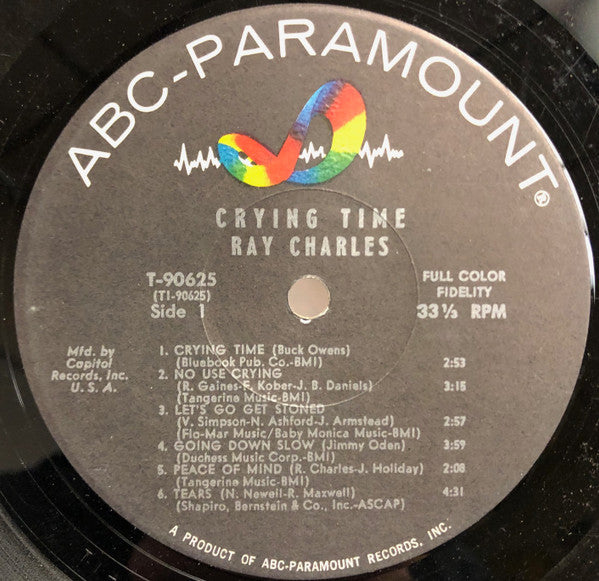 ABC-PARAMOUNT®
CRYING TIME
RAY CHARLES
T-90625
(T1-90625)
Side 1
FULL COLOR
FIDELITY
33⅓ RPM
Mfd. by
Capitol
Records, Inc.
U. S. A.
1. CRYING TIME (Buck Owens)
(Bluebook Pub. Co.-BMI) 2:53
2. NO USE CRYING
(R. Gaines-F. Kober-J. B. Daniels)
(Tangerine Music-BMI) 3:15
3. LET'S GO GET STONED
(V. Simpson-N. Ashford-J. Armstead)
(Flo-Mar Music/Baby Monica Music-BMI) 2:57
4. GOING DOWN SLOW (Jimmy Oden)
(Duchess Music Corp.-BMI) 3:59
5. PEACE OF MIND (R. Charles-J. Holiday)
(Tangerine Music-BMI) 2:08
6. TEARS (N. Newell-R. Maxwell)
(Shapiro, Bernstein & Co., Inc.-ASCAP) 4:31
A PRODUCT OF ABC-PARAMOUNT RECORDS, INC.